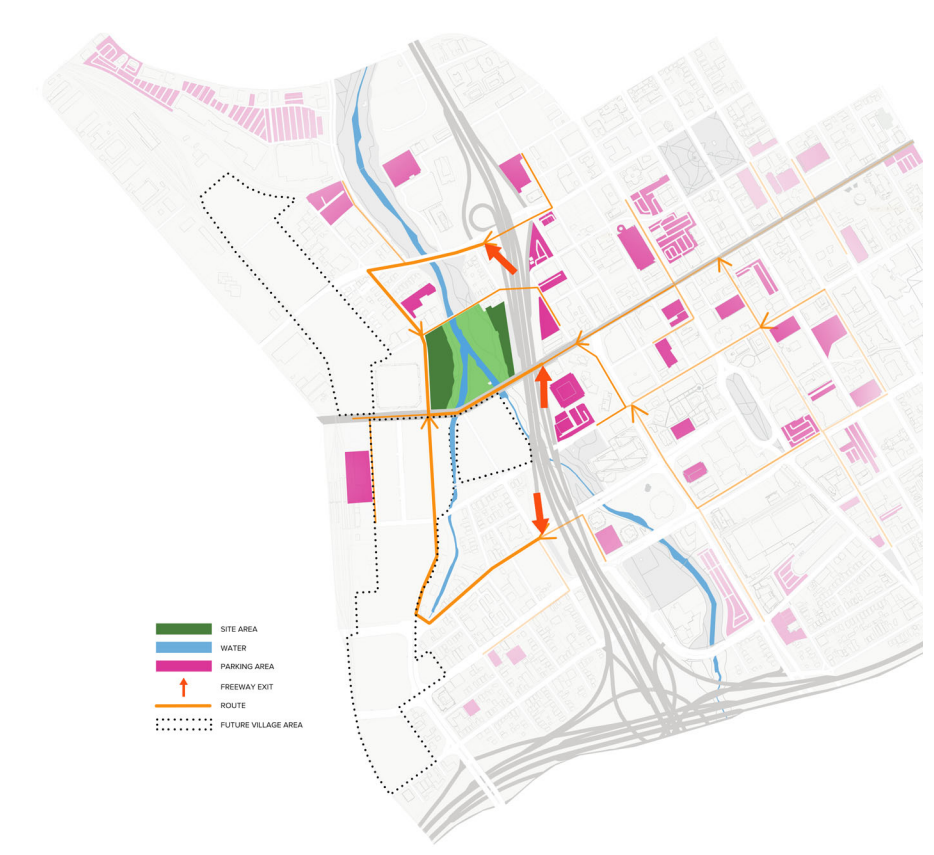 SITE AREA
WATER
PARKING AREA
FREEWAY EXIT
ROUTE
FUTURE VILLAGE AREA